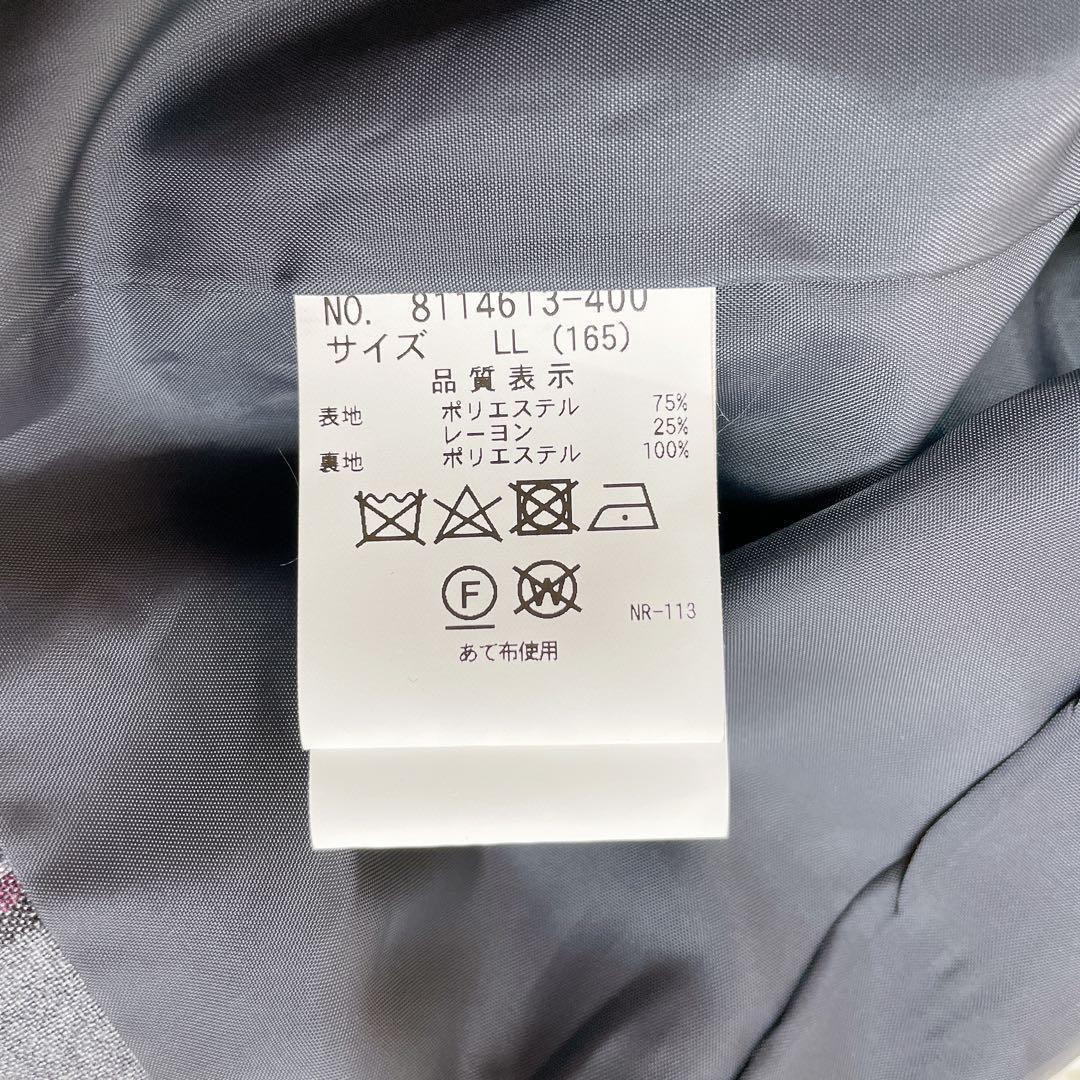 NO. 8114613-400
サイズ LL (165)
品質表示
表地 ポリエステル 75%
レーヨン 25%
裏地 ポリエステル 100%
F W
NR-113
あて布使用